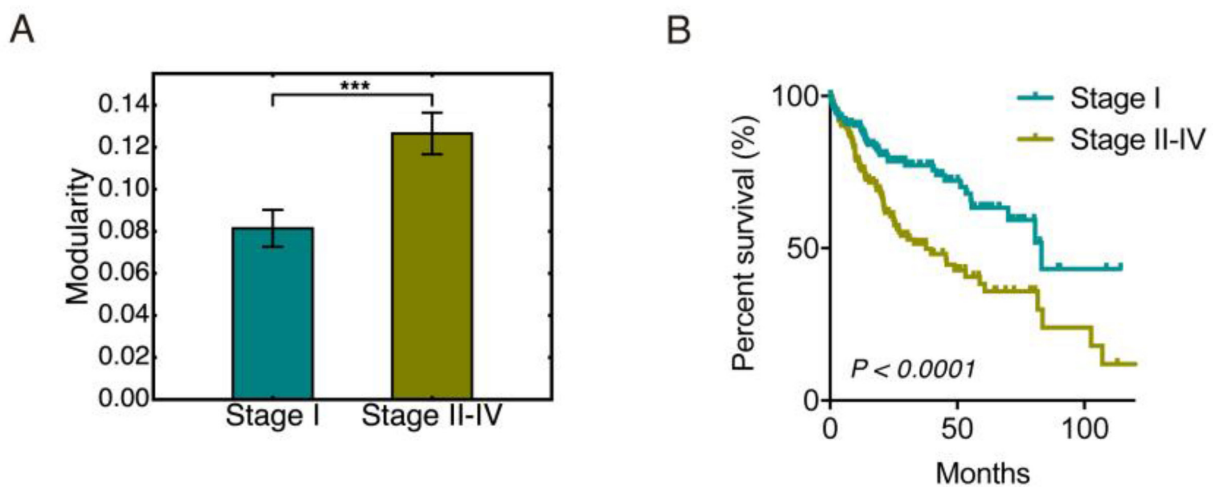 A
B
Modularity
0.14
0.12
0.10
0.08
0.06
0.04
0.02
0.00
***
Stage I
Stage II-IV
Percent survival (%)
100
50
0
Stage I
Stage II-IV
P < 0.0001
0
50
100
Months